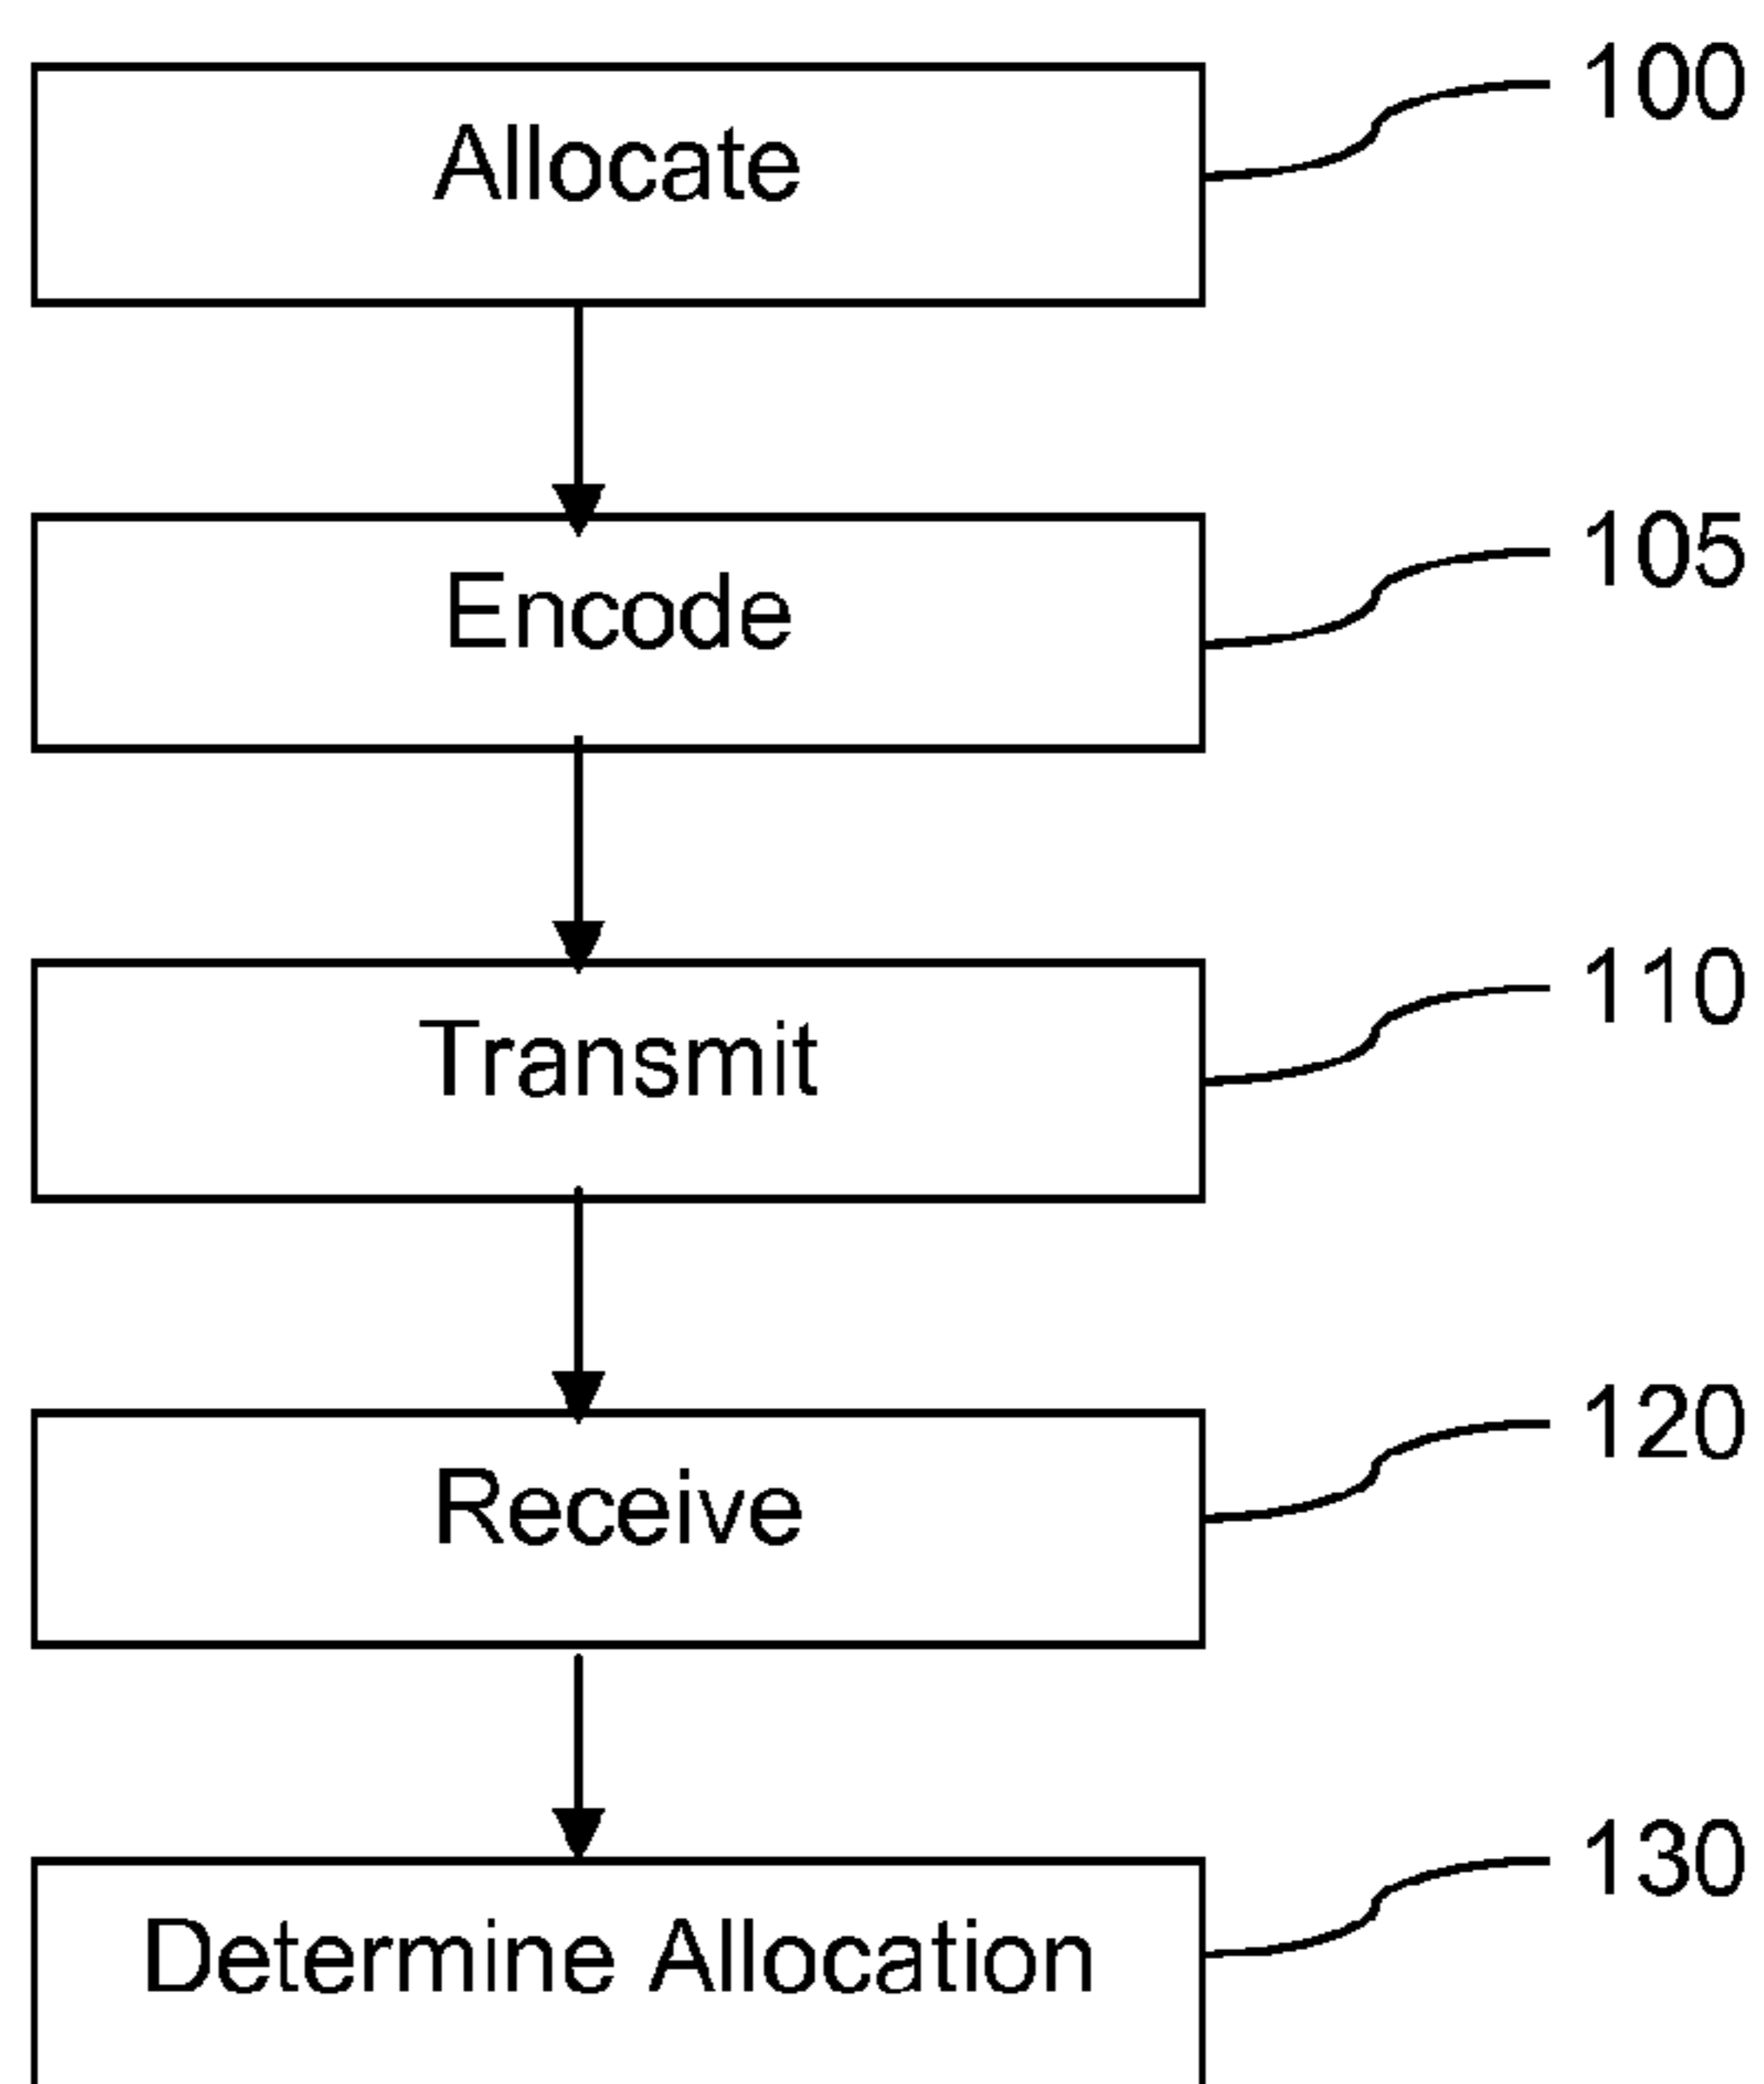 Allocate
100
Encode
105
Transmit
110
Receive
120
Determine Allocation
130